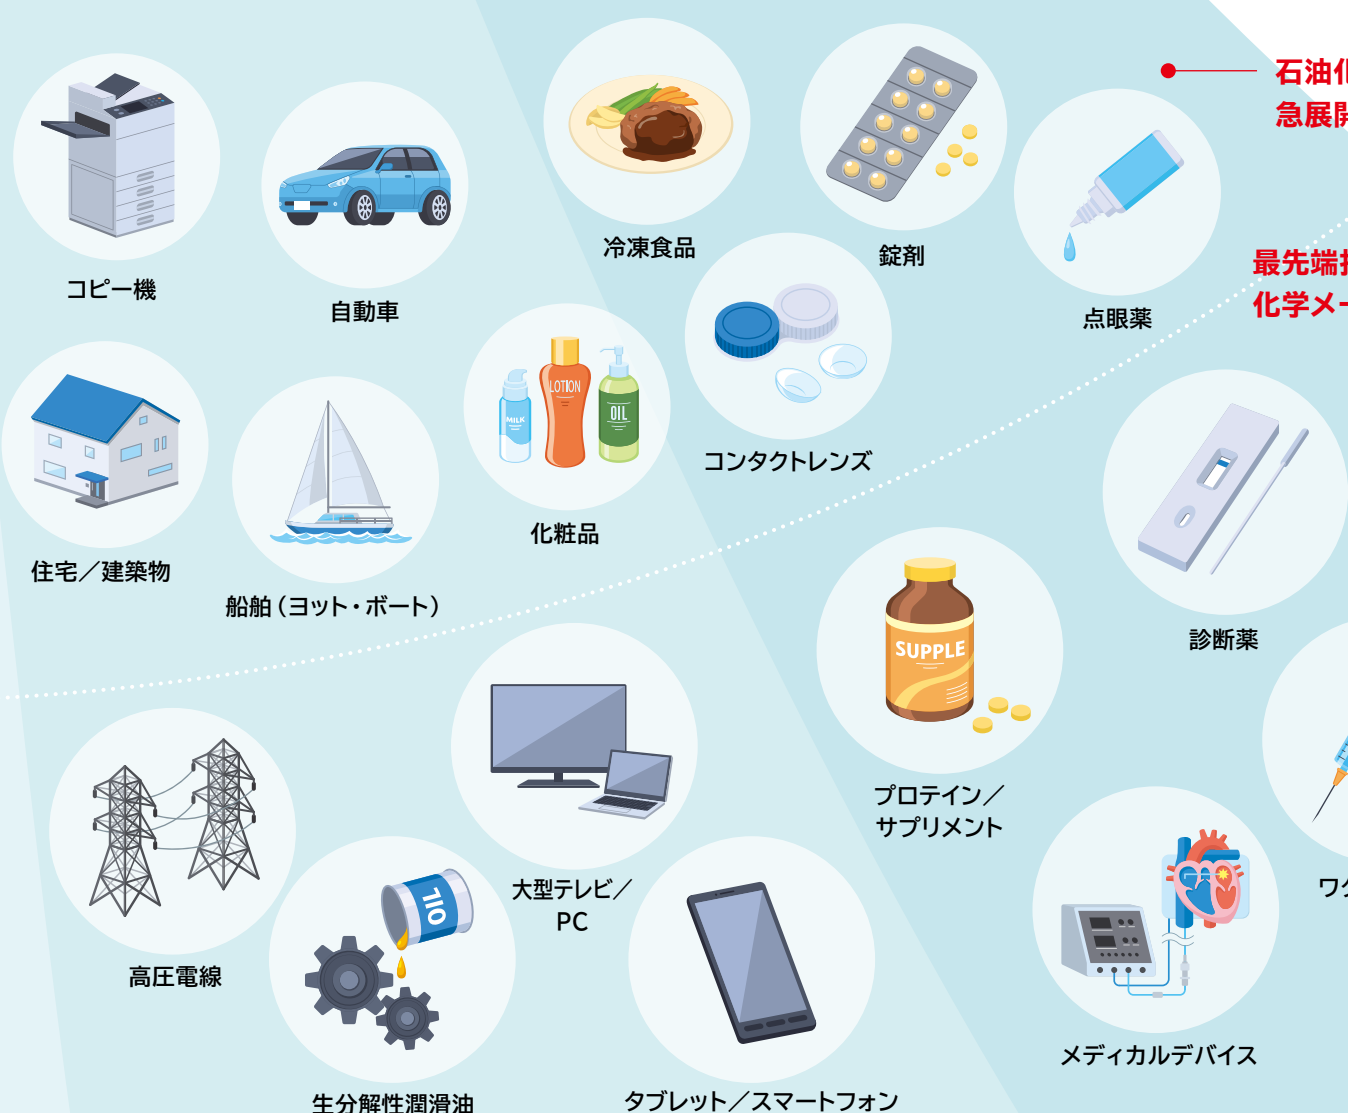 石油化
急展開
コピー機
自動車
冷凍食品
錠剤
点眼薬
最先端技
化学メー
住宅／建築物
船舶（ヨット・ボート）
MILK
LOTION
OIL
化粧品
コンタクトレンズ
診断薬
SUPPLE
プロテイン／
サプリメント
高圧電線
OIL
生分解性潤滑油
大型テレビ／
PC
タブレット／スマートフォン
メディカルデバイス
ワク